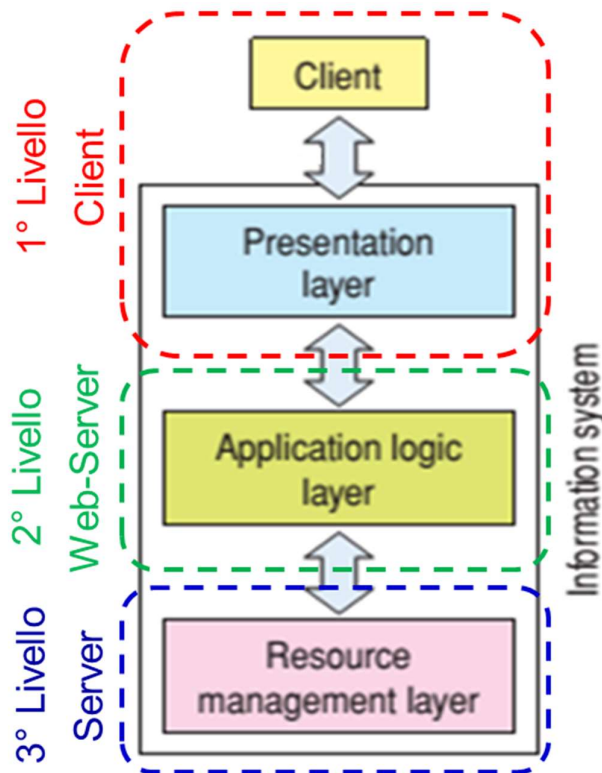 1° Livello
Client
Client
Presentation
layer
2° Livello
Web-Server
Application logic
layer
3° Livello
Server
Resource
management layer
Information system